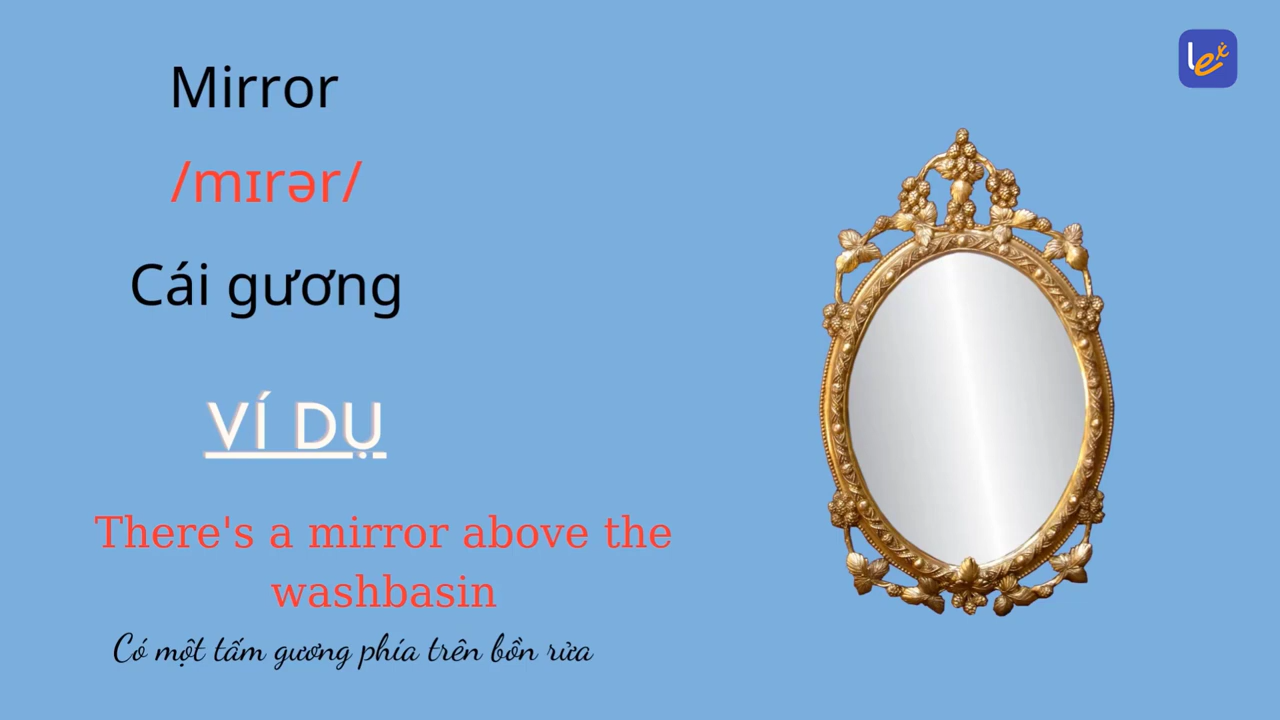 Mirror
/mɪrər/
Cái gương
VÍ DỤ
There's a mirror above the
washbasin
Có một tấm gương phía trên bồn rửa